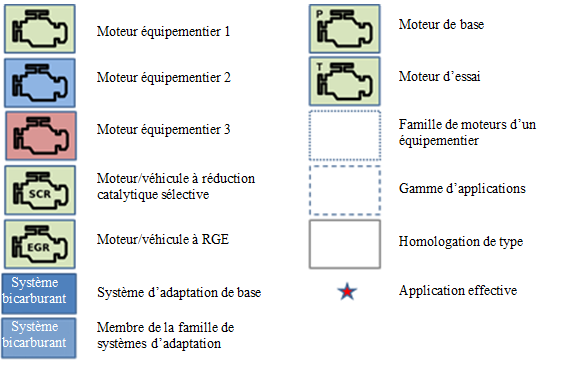 Moteur équipementier 1
Moteur équipementier 2
Moteur équipementier 3
SCR
Moteur/véhicule à réduction
catalytique sélective
EGR
Moteur/véhicule à RGE
Système
bicarburant
Système d'adaptation de base
Système
bicarburant
Membre de la famille de
systèmes d'adaptation
P
Moteur de base
T
Moteur d'essai
Famille de moteurs d'un
équipementier
Gamme d'applications
Homologation de type
Application effective